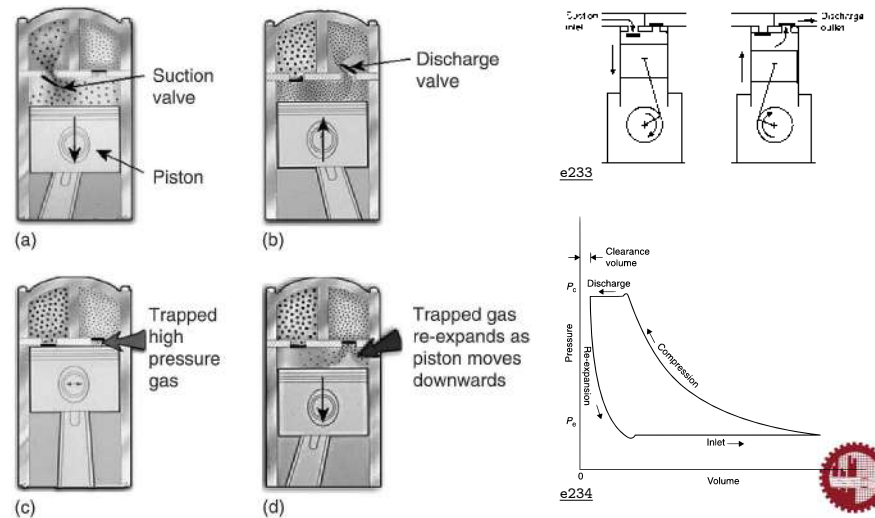 Suction
valve
Piston
(a)
Discharge
valve
(b)
Trapped
high
pressure
gas
(c)
Trapped gas
re-expands as
piston moves
downwards
(d)
Suction
inlet
Discharge
outlet
e233
Clearance
volume
Pc
Discharge
Pressure
Re-expansion
Compression
Pe
Inlet
0
Volume
e234